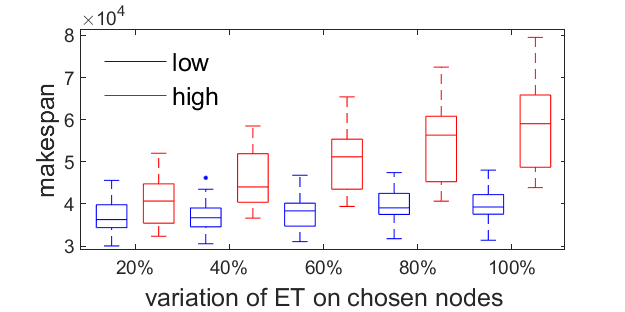 ×10⁴
8
7
6
5
4
3
makespan
low
high
20% 40% 60% 80% 100%
variation of ET on chosen nodes